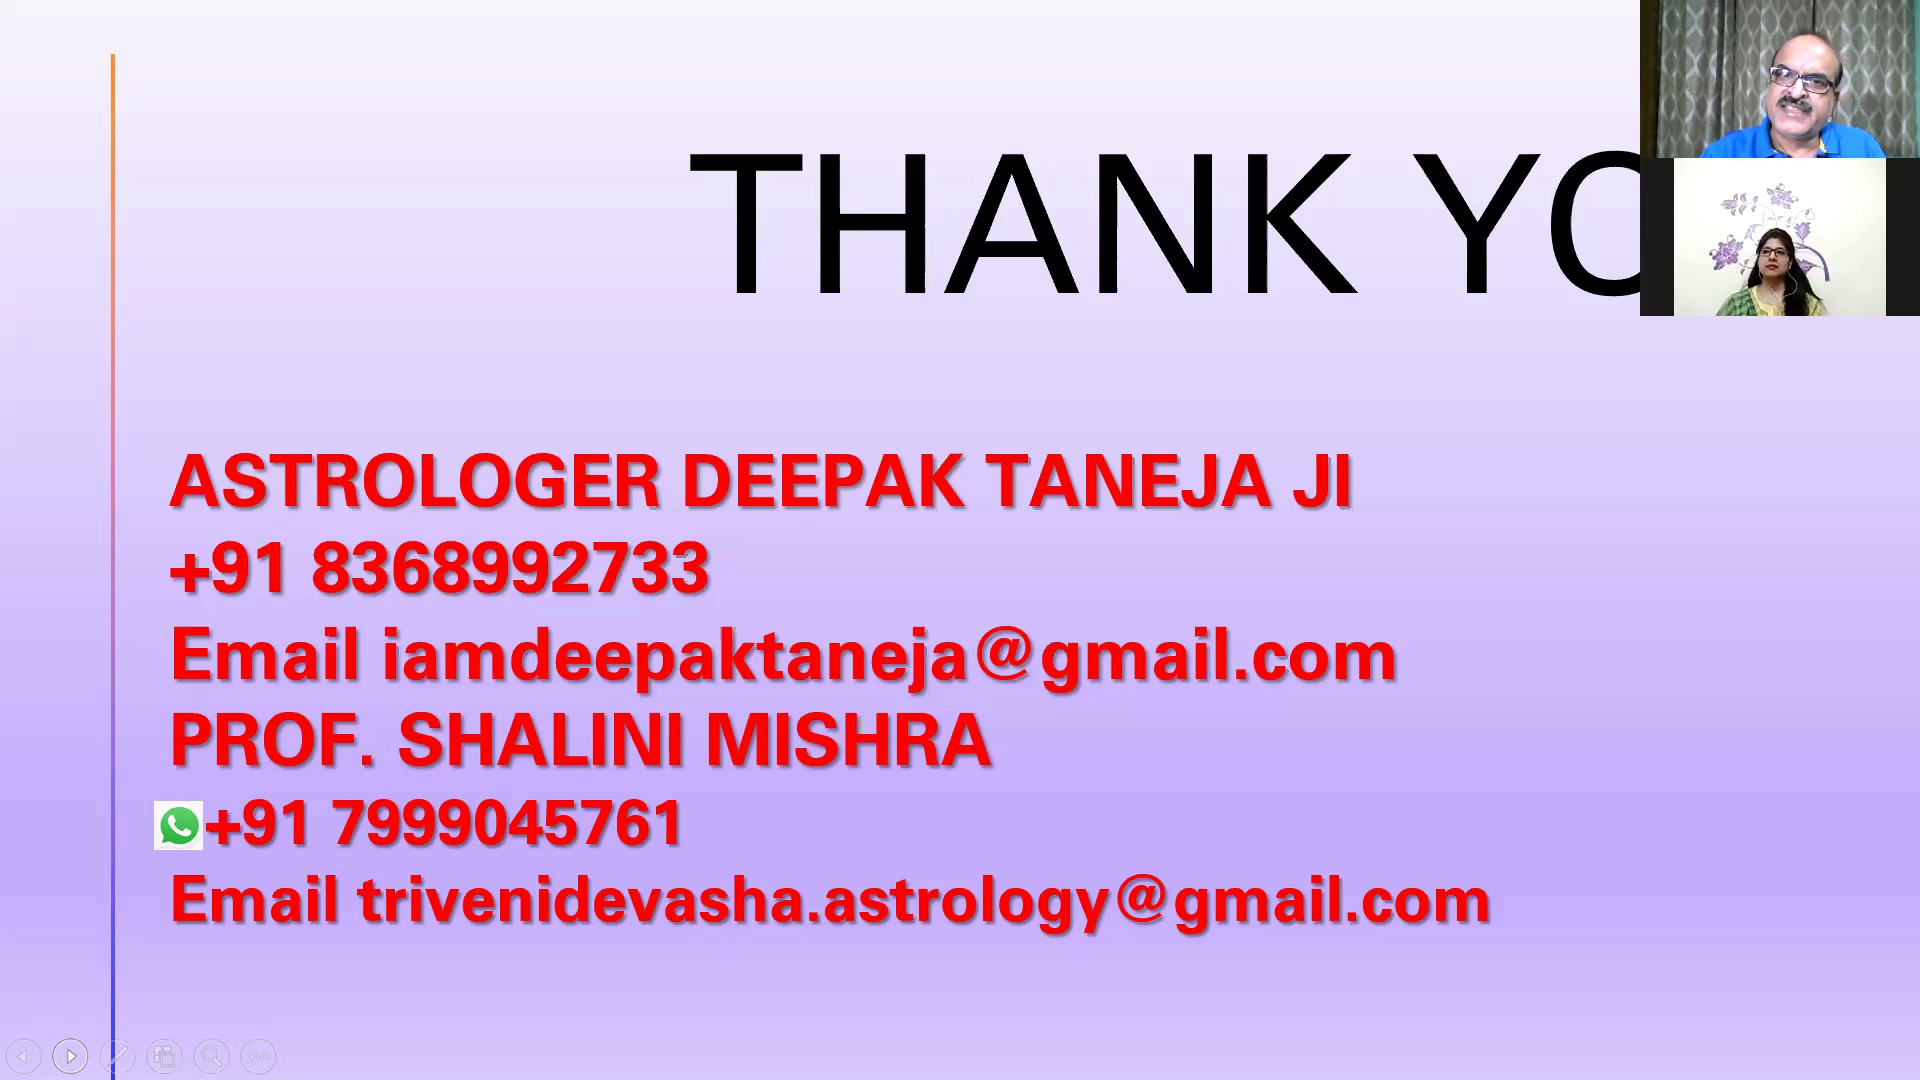 THANK YO
ASTROLOGER DEEPAK TANEJA JI
+91 8368992733
Email iamdeepaktaneja@gmail.com
PROF. SHALINI MISHRA
+91 7999045761
Email trivenidevasha.astrology@gmail.com